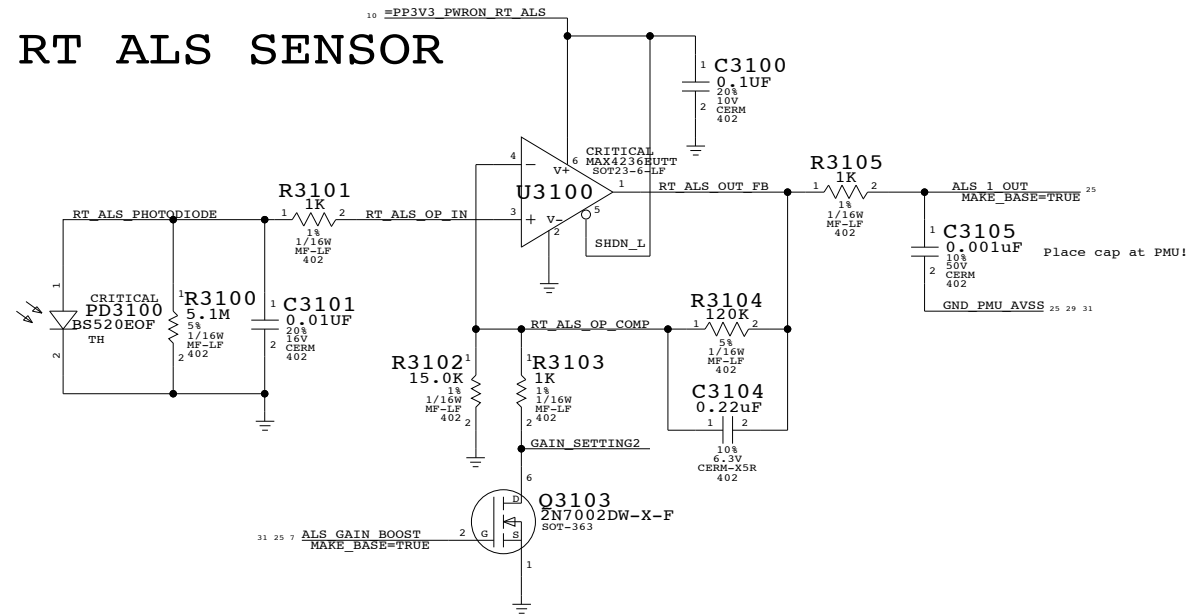 10 =PP3V3_PWRON_RT_ALS
RT ALS SENSOR
1 C3100
0.1UF
20%
10V
2 CERM
402
CRITICAL
MAX4236EUTT
SOT23-6-LF
4 − V+ 6
U3100
1 RT_ALS_OUT_FB
3 + V− 5
2
SHDN_L
R3105
1K
1 2
1%
1/16W
MF-LF
402
ALS_1_OUT 25
MAKE_BASE=TRUE
1 C3105
0.001uF
10%
2 50V
CERM
402
Place cap at PMU!
GND_PMU_AVSS 25 29 31
RT_ALS_PHOTODIODE
R3101
1K
1 2
1%
1/16W
MF-LF
402
RT_ALS_OP_IN
1
CRITICAL
PD3100
BS520EOF
TH
2
1 R3100
5.1M
5%
1/16W
MF-LF
2 402
1 C3101
0.01UF
20%
16V
2 CERM
402
RT_ALS_OP_COMP
R3104
120K
1 2
5%
1/16W
MF-LF
402
C3104
0.22uF
1 2
10%
6.3V
CERM-X5R
402
R3102 1
15.0K
1%
1/16W
MF-LF
402 2
1 R3103
1K
1%
1/16W
MF-LF
2 402
GAIN_SETTING2
6
D Q3103
2N7002DW-X-F
SOT-363
31 25 7 ALS_GAIN_BOOST 2 G S
MAKE_BASE=TRUE
1